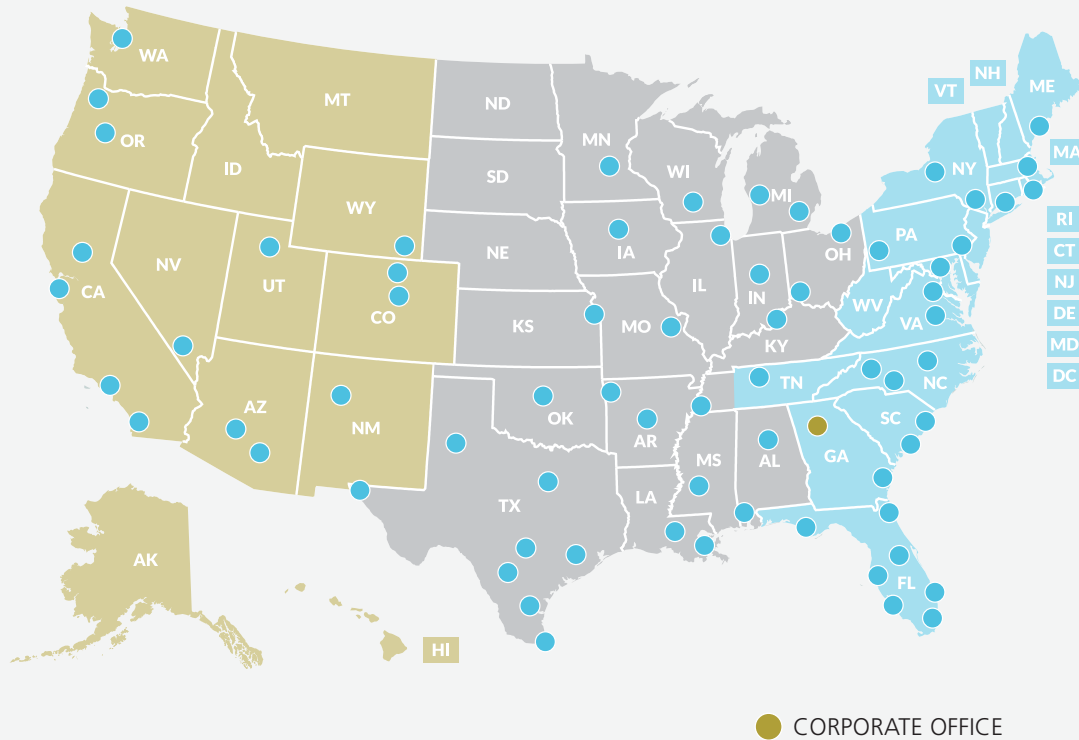 WA
MT
ND
MN
VT
NH
ME
OR
ID
SD
WI
MI
NY
MA
WY
NE
IA
PA
RI
NV
UT
CO
IL
IN
OH
WV
CT
CA
KS
MO
KY
VA
NJ
DE
MD
DC
AZ
NM
OK
AR
TN
NC
SC
TX
LA
MS
AL
GA
AK
FL
HI
CORPORATE OFFICE